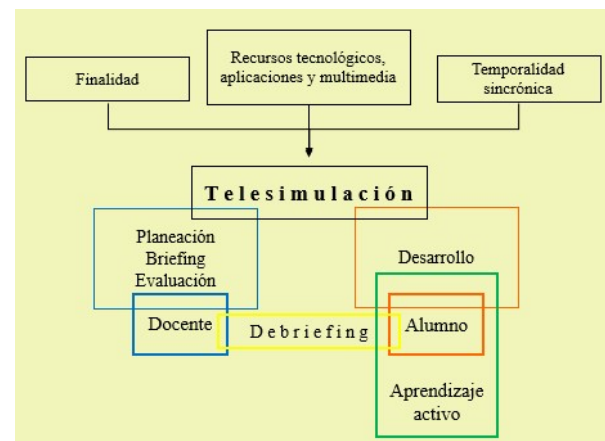 Finalidad
Recursos tecnológicos,
aplicaciones y multimedia
Temporalidad
sincrónica
Telesimulación
Planeación
Briefing
Evaluación
Desarrollo
Docente
Debriefing
Alumno
Aprendizaje
activo